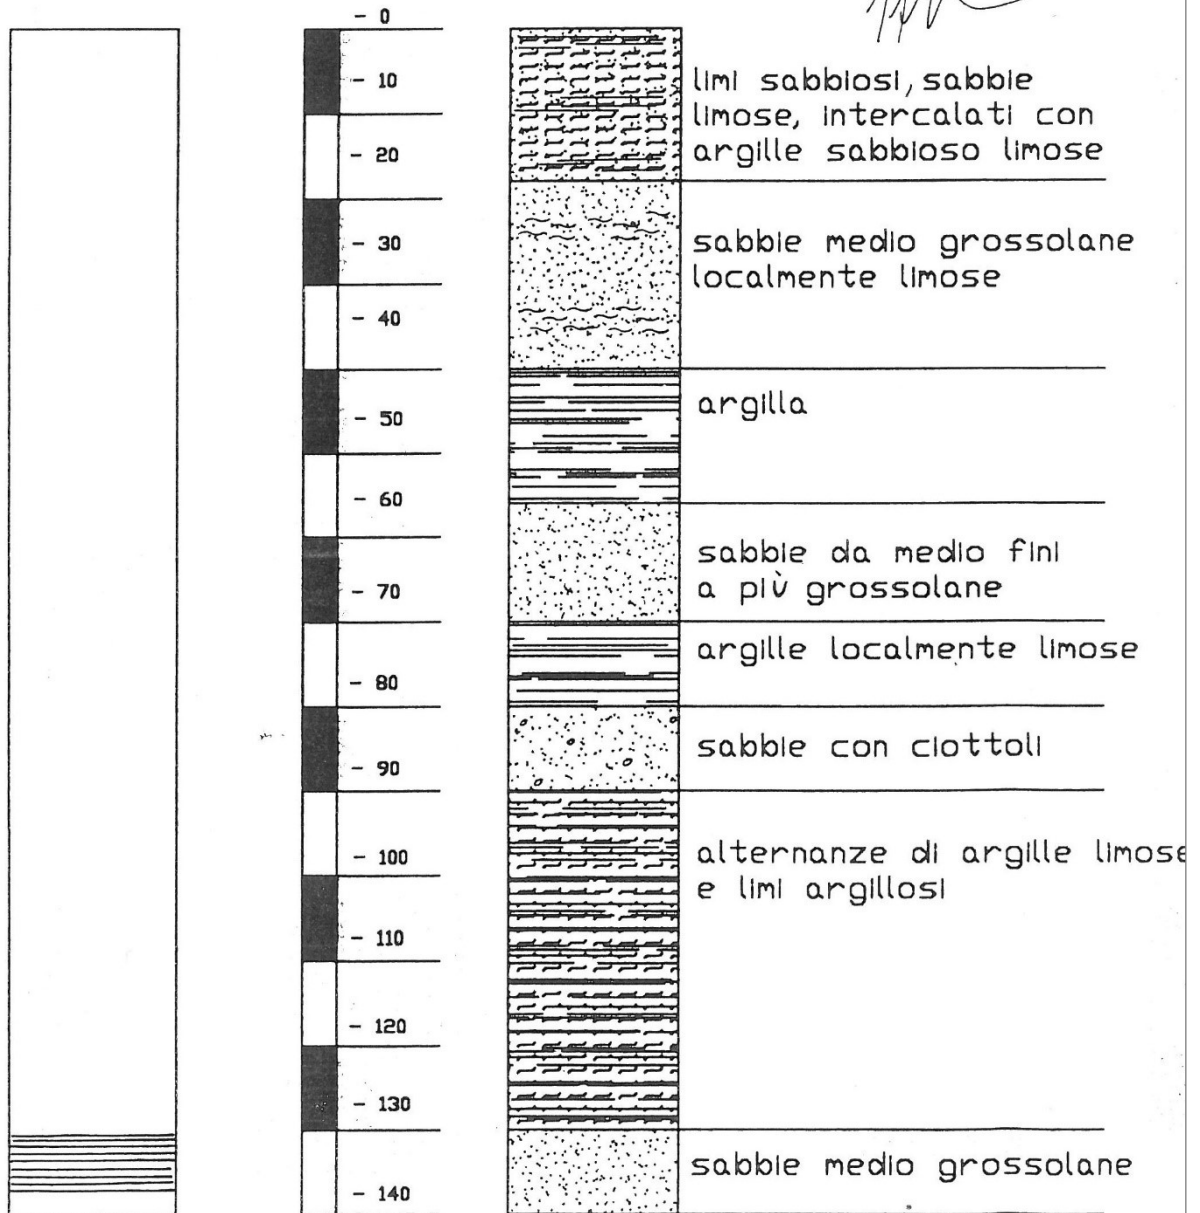 - 0
- 10
- 20
- 30
- 40
- 50
- 60
- 70
- 80
- 90
- 100
- 110
- 120
- 130
- 140
limi sabbiosi, sabbie
limose, intercalati con
argille sabbioso limose
sabbie medio grossolane
localmente limose
argilla
sabbie da medio fini
a più grossolane
argille localmente limose
sabbie con ciottoli
alternanze di argille limose
e limi argillosi
sabbie medio grossolane